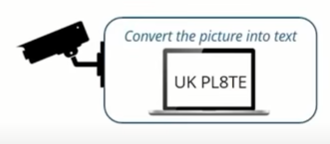 Convert the picture into text
UK PL8TE